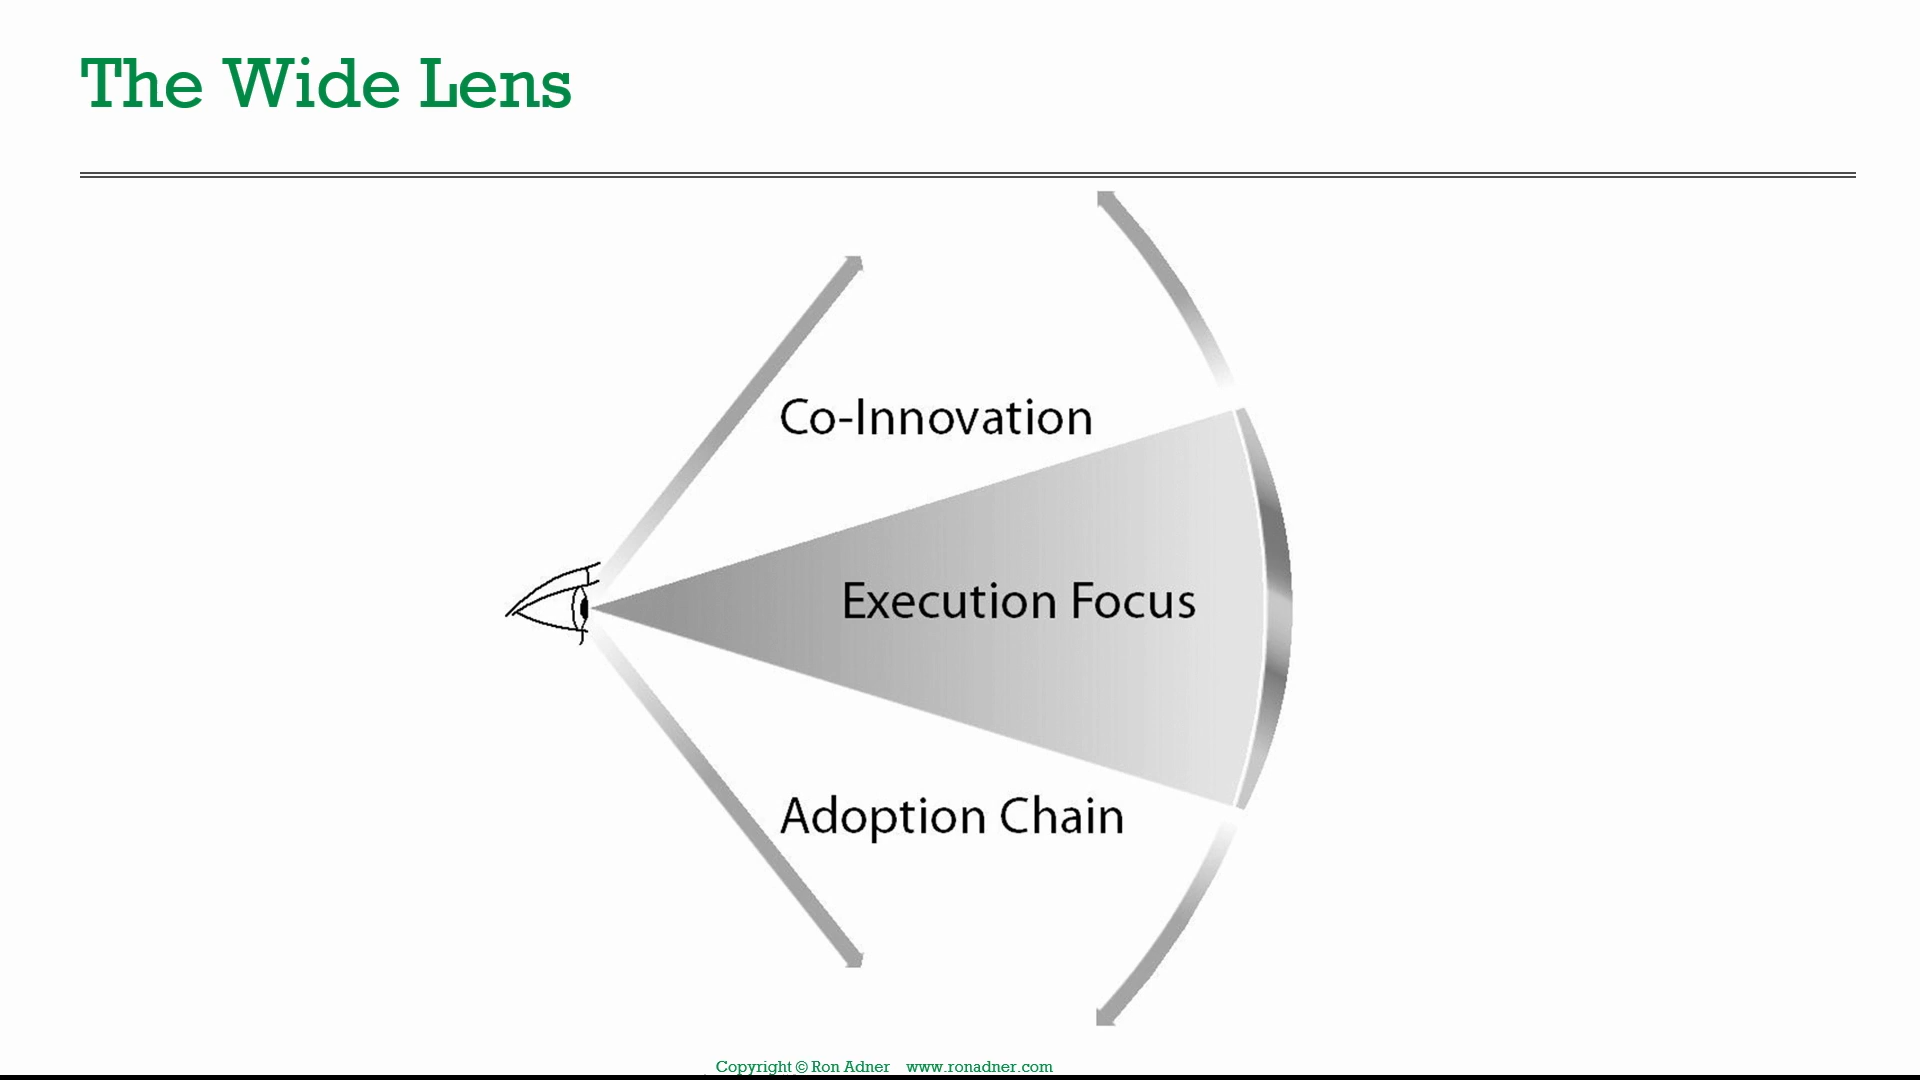 The Wide Lens
Co-Innovation
Execution Focus
Adoption Chain
Copyright © Ron Adner www.ronadner.com